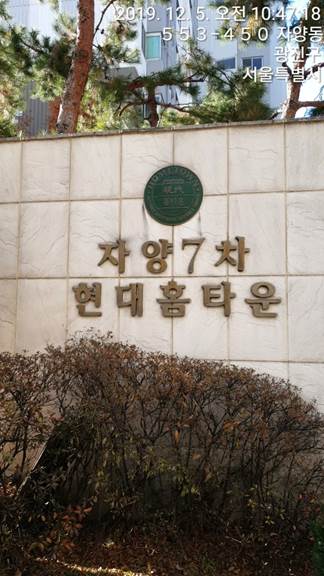 2019. 12. 5. 오전 10:47:18
553-450 자양동
광진구
서울특별시
자양7차
현대홈타운